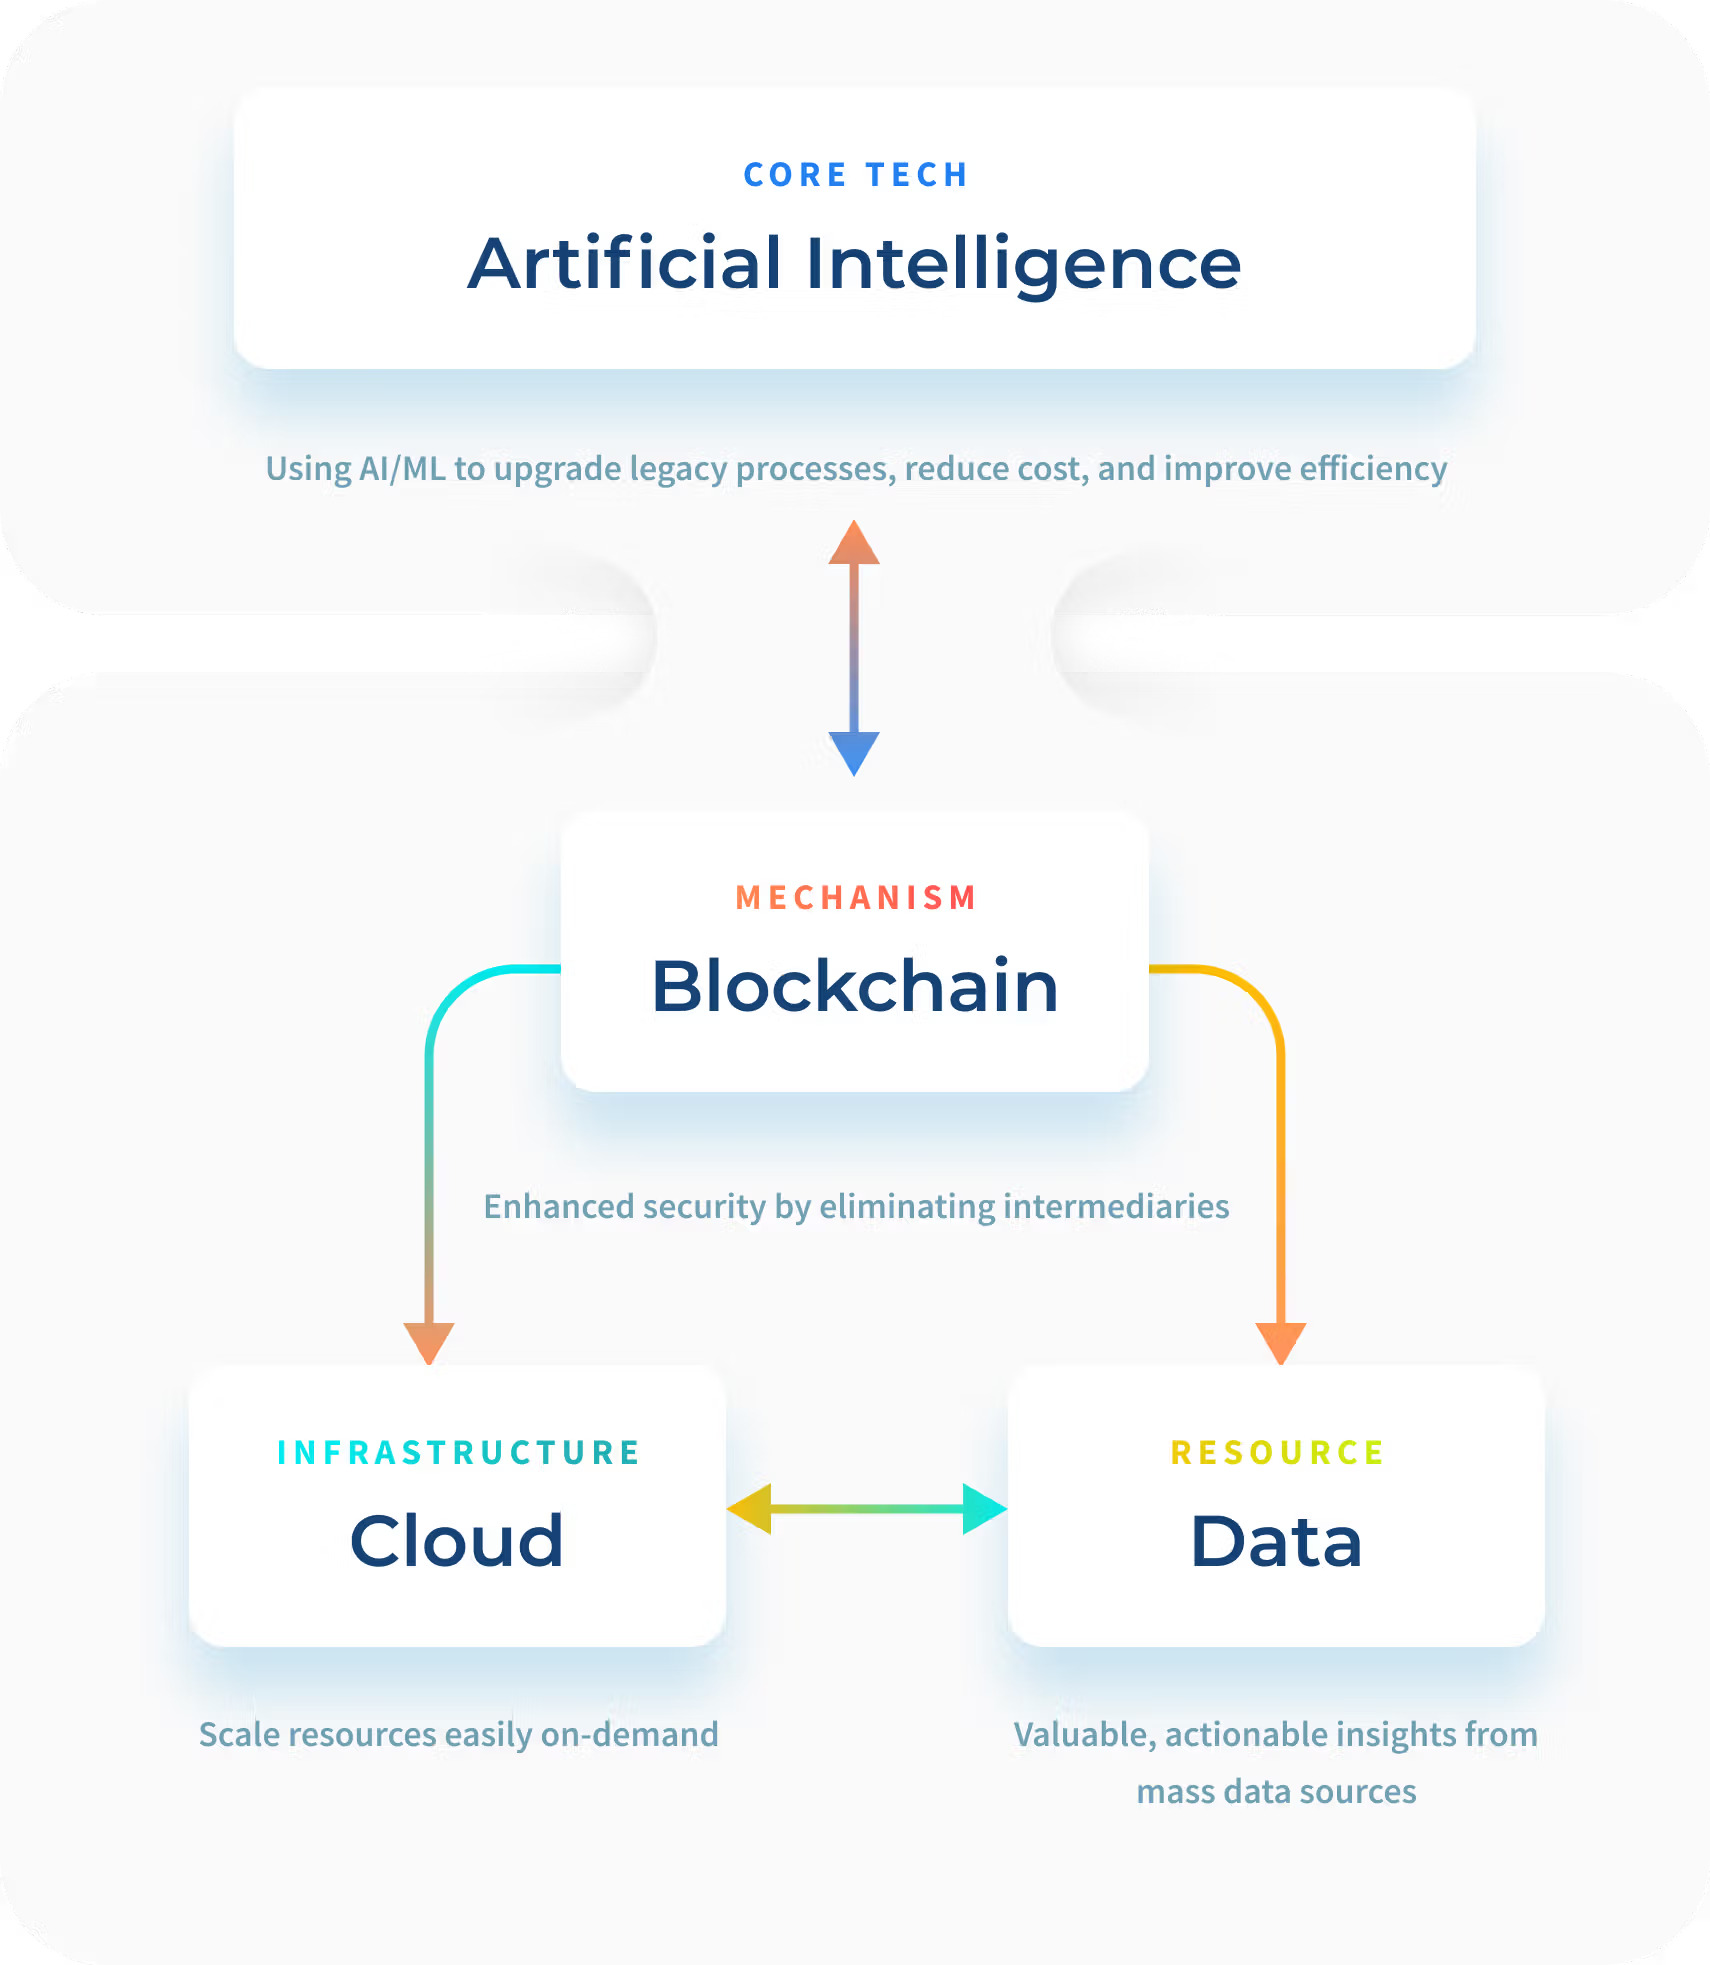 CORE TECH
Artificial Intelligence
Using AI/ML to upgrade legacy processes, reduce cost, and improve efficiency
MECHANISM
Blockchain
Enhanced security by eliminating intermediaries
INFRASTRUCTURE
Cloud
Scale resources easily on-demand
RESOURCE
Data
Valuable, actionable insights from
mass data sources